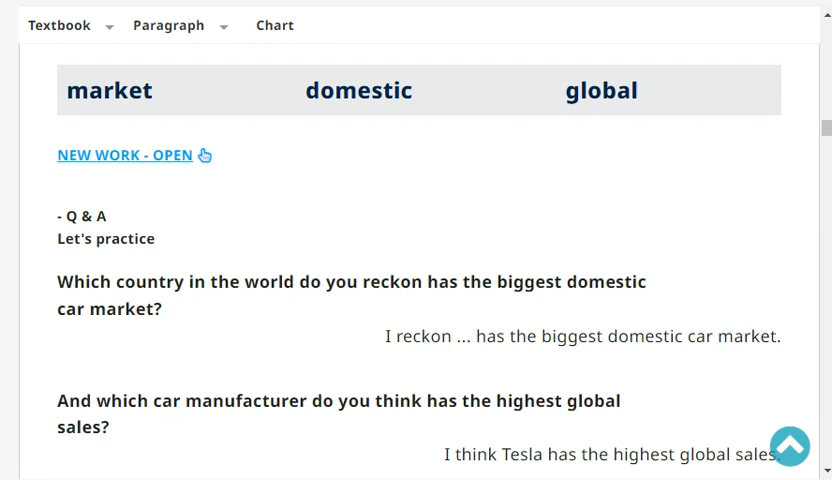 Textbook Paragraph Chart
market domestic global
NEW WORK - OPEN
- Q & A
Let's practice
Which country in the world do you reckon has the biggest domestic
car market?
I reckon ... has the biggest domestic car market.
And which car manufacturer do you think has the highest global
sales?
I think Tesla has the highest global sales.